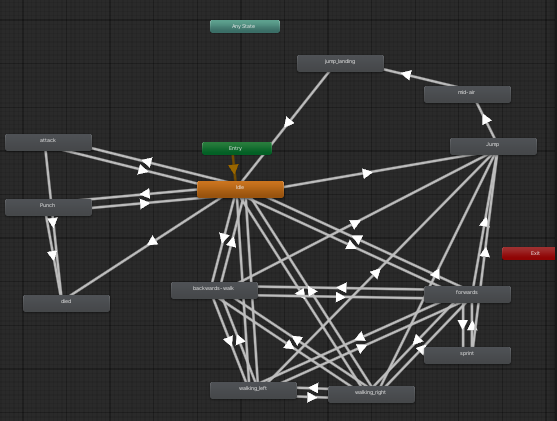 Any State
jump_landing
mid- air
attack
Entry
Jump
Idle
Punch
Exit
backwards-walk
forwards
died
sprint
walking_left
walking_right